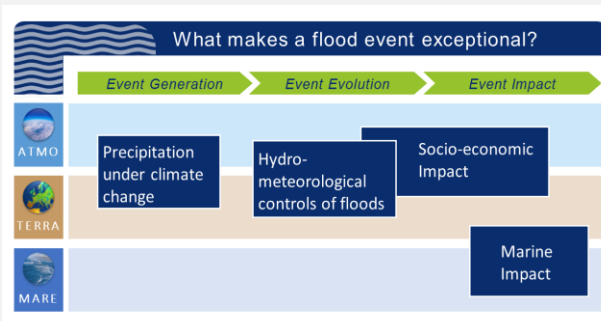 What makes a flood event exceptional?
Event Generation
Event Evolution
Event Impact
ATMO
Precipitation
under climate
change
Hydro-
meteorological
controls of floods
Socio-economic
Impact
TERRA
Marine
Impact
MARE